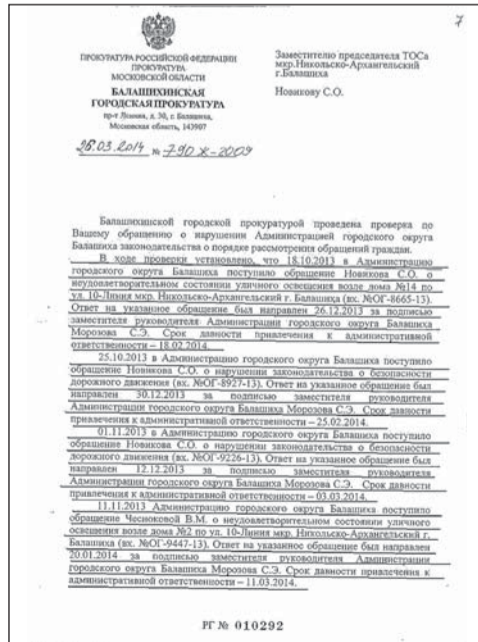 7
ПРОКУРАТУРА РОССИЙСКОЙ ФЕДЕРАЦИИ
ПРОКУРАТУРА
МОСКОВСКОЙ ОБЛАСТИ
БАЛАШИХИНСКАЯ
ГОРОДСКАЯ ПРОКУРАТУРА
пр-т Ленина, д. 30, г. Балашиха,
Московская область, 143907
28.03.2014 № 790 ж-2009
Заместителю председателя ТОСа
мкр.Никольско-Архангельский
г.Балашиха
Новикову С.О.
Балашихинской городской прокуратурой проведена проверка по
Вашему обращению о нарушении Администрацией городского округа
Балашиха законодательства о порядке рассмотрения обращений граждан.
В ходе проверки установлено, что 18.10.2013 в Администрацию
городского округа Балашиха поступило обращение Новикова С.О. о
неудовлетворительном состоянии уличного освещения возле дома №14 по
ул. 10-Линия мкр. Никольско-Архангельский г. Балашиха (вх. №ОГ-8665-13).
Ответ на указанное обращение был направлен 26.12.2013 за подписью
заместителя руководителя Администрации городского округа Балашиха
Морозова С.Э. Срок давности привлечения к административной
ответственности – 18.02.2014.
25.10.2013 в Администрацию городского округа Балашиха поступило
обращение Новикова С.О. о нарушении законодательства о безопасности
дорожного движения (вх. №ОГ-8927-13). Ответ на указанное обращение был
направлен 30.12.2013 за подписью заместителя руководителя
Администрации городского округа Балашиха Морозова С.Э. Срок давности
привлечения к административной ответственности – 25.02.2014.
01.11.2013 в Администрацию городского округа Балашиха поступило
обращение Новикова С.О. о нарушении законодательства о безопасности
дорожного движения (вх. №ОГ-9226-13). Ответ на указанное обращение был
направлен 12.12.2013 за подписью заместителя руководителя
Администрации городского округа Балашиха Морозова С.Э. Срок давности
привлечения к административной ответственности – 03.03.2014.
11.11.2013 Администрацию городского округа Балашиха поступило
обращение Чесноковой В.М. о неудовлетворительном состоянии уличного
освещения возле дома №2 по ул. 10-Линия мкр. Никольско-Архангельский г.
Балашиха (вх. №ОГ-9447-13). Ответ на указанное обращение был направлен
20.01.2014 за подписью заместителя руководителя Администрации
городского округа Балашиха Морозова С.Э. Срок давности привлечения к
административной ответственности – 11.03.2014.
РГ № 010292